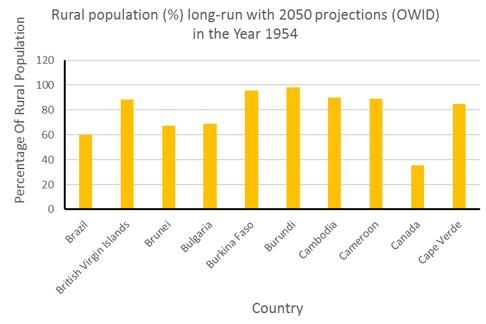 Rural population (%) long-run with 2050 projections (OWID)
in the Year 1954
Percentage Of Rural Population
120
100
80
60
40
20
0
Brazil
British Virgin Islands
Brunei
Bulgaria
Burkina Faso
Burundi
Cambodia
Cameroon
Canada
Cape Verde
Country